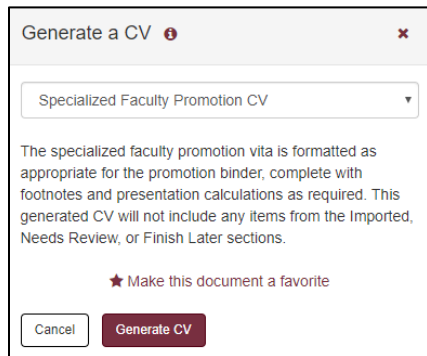 Generate a CV
Specialized Faculty Promotion CV
The specialized faculty promotion vita is formatted as
appropriate for the promotion binder, complete with
footnotes and presentation calculations as required. This
generated CV will not include any items from the Imported,
Needs Review, or Finish Later sections.
Make this document a favorite
Cancel Generate CV